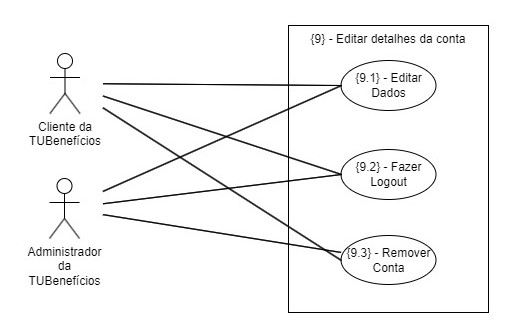 {9} - Editar detalhes da conta
{9.1} - Editar
Dados
Cliente da
TUBenefícios
{9.2} - Fazer
Logout
Administrador
da
TUBenefícios
{9.3} - Remover
Conta